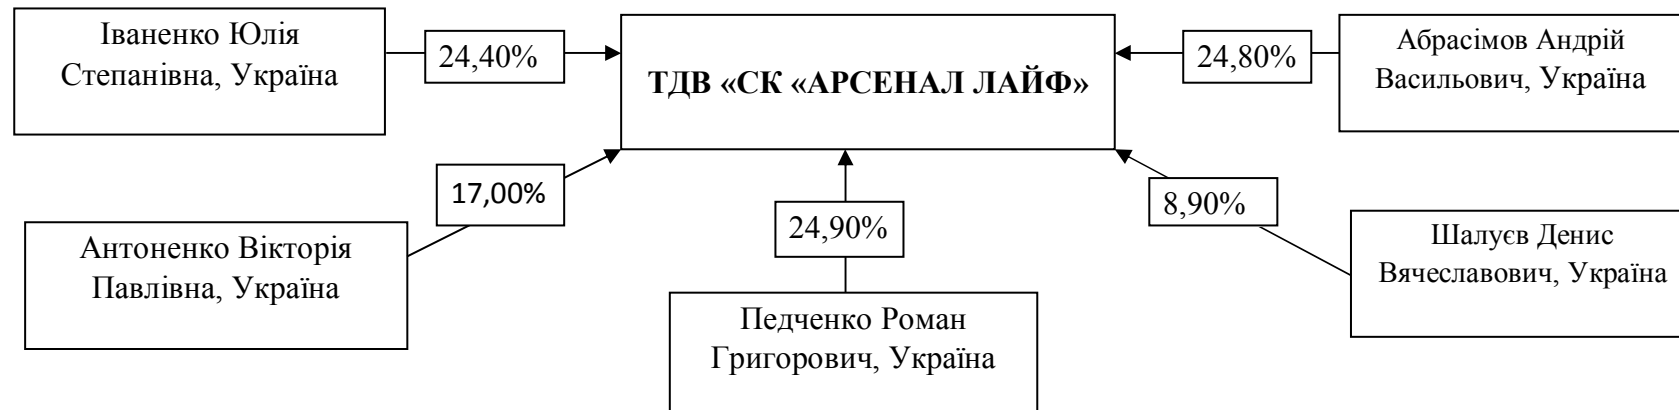 Іваненко Юлія
Степанівна, Україна
24,40%
ТДВ «СК «АРСЕНАЛ ЛАЙФ»
24,80%
Абрасімов Андрій
Васильович, Україна
17,00%
Антоненко Вікторія
Павлівна, Україна
24,90%
Педченко Роман
Григорович, Україна
8,90%
Шалуєв Денис
Вячеславович, Україна